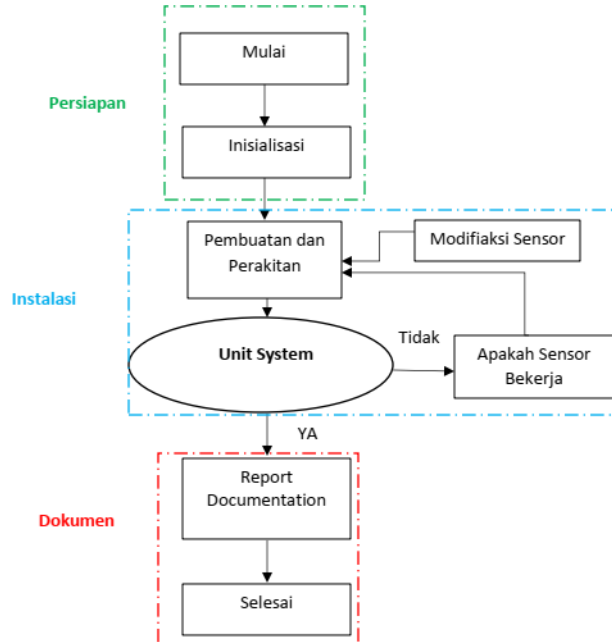 Mulai
Persiapan
Inisialisasi
Pembuatan dan
Perakitan
Modifiaksi Sensor
Instalasi
Unit System
Tidak
Apakah Sensor
Bekerja
YA
Report
Documentation
Dokumen
Selesai